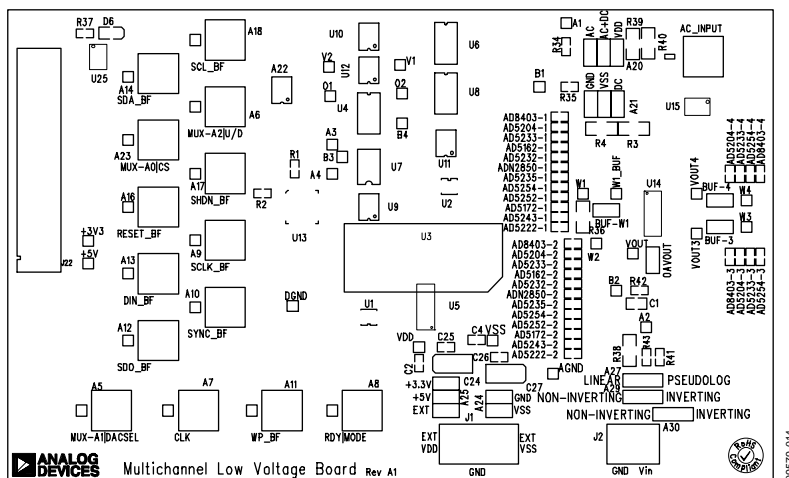 R37
D6
U25
A14
SDA_BF
A18
SCL_BF
A23
MUX-A0|CS
A6
MUX-A2|U/D
A22
A16
RESET_BF
A17
SHDN_BF
A13
DIN_BF
A9
SCLK_BF
A12
SDO_BF
A10
SYNC_BF
J22
+3V3
+5V
R1
R2
U13
DGND
U10
V2
U12
O1
U4
A3
B3
A4
U7
U9
V1
O2
B4
U6
U8
U11
U2
U3
U1
U5
A1
R34
AC
AC+DC
VDD
R39
R40
A20
AC_INPUT
B1
R35
GND
VSS
DC
A21
R4
R3
U15
AD8403-1
AD5204-1
AD5233-1
AD5162-1
AD5232-1
ADN2850-1
AD5235-1
AD5254-1
AD5252-1
AD5172-1
AD5243-1
AD5222-1
W1
W1_BUF
BUF-W1
R36
W2
U14
AD5204-4
AD5233-4
AD5254-4
AD8403-4
VOUT4
BUF-4
W4
VOUT3
BUF-3
W3
AD8403-3
AD5204-3
AD5233-3
AD5254-3
AD8403-2
AD5204-2
AD5233-2
AD5162-2
AD5232-2
ADN2850-2
AD5235-2
AD5254-2
AD5252-2
AD5172-2
AD5243-2
AD5222-2
VOUT
OAVOUT
B2
R42
C1
A2
R38
R43
R41
AGND
VDD
C25
C4
VSS
C2
C26
C24
C27
+3.3V
+5V
EXT
A25
A24
GND
VSS
J1
EXT
VDD
EXT
VSS
GND
A27
LINEAR
PSEUDOLOG
A29
NON-INVERTING
INVERTING
NON-INVERTING
INVERTING
A30
J2
GND Vin
A5
MUX-A1|DACSEL
A7
CLK
A11
WP_BF
A8
RDY|MODE
ANALOG
DEVICES
Multichannel Low Voltage Board Rev A1
RoHS
Compliant